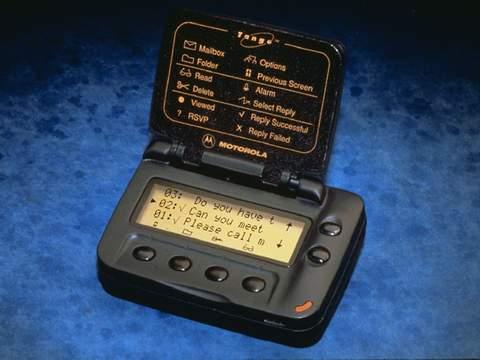 Tango™
Mailbox
Folder
Read
Delete
Viewed
? RSVP
Options
Previous Screen
Alarm
Select Reply
√ Reply Successful
X Reply Failed
MOTOROLA
03: Do you have t ↑
▸02:√ Can you meet
01:√ Please call m ↓